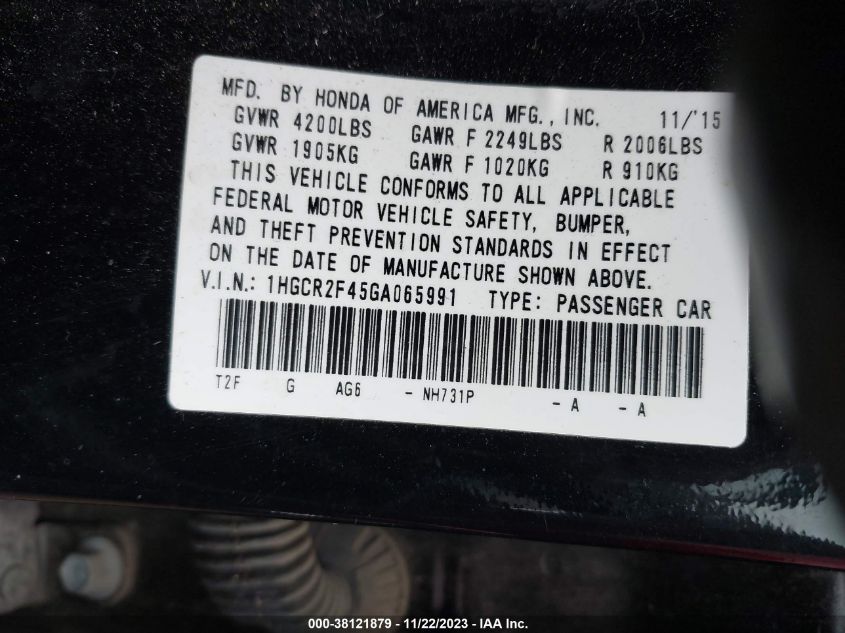 MFD. BY HONDA OF AMERICA MFG., INC. 11/'15
GVWR 4200LBS GAWR F 2249LBS R 2006LBS
GVWR 1905KG GAWR F 1020KG R 910KG
THIS VEHICLE CONFORMS TO ALL APPLICABLE
FEDERAL MOTOR VEHICLE SAFETY, BUMPER,
AND THEFT PREVENTION STANDARDS IN EFFECT
ON THE DATE OF MANUFACTURE SHOWN ABOVE.
V.I.N.: 1HGCR2F45GA065991 TYPE: PASSENGER CAR
T2F G AG6 - NH731P - A - A
000-38121879 - 11/22/2023 - IAA Inc.